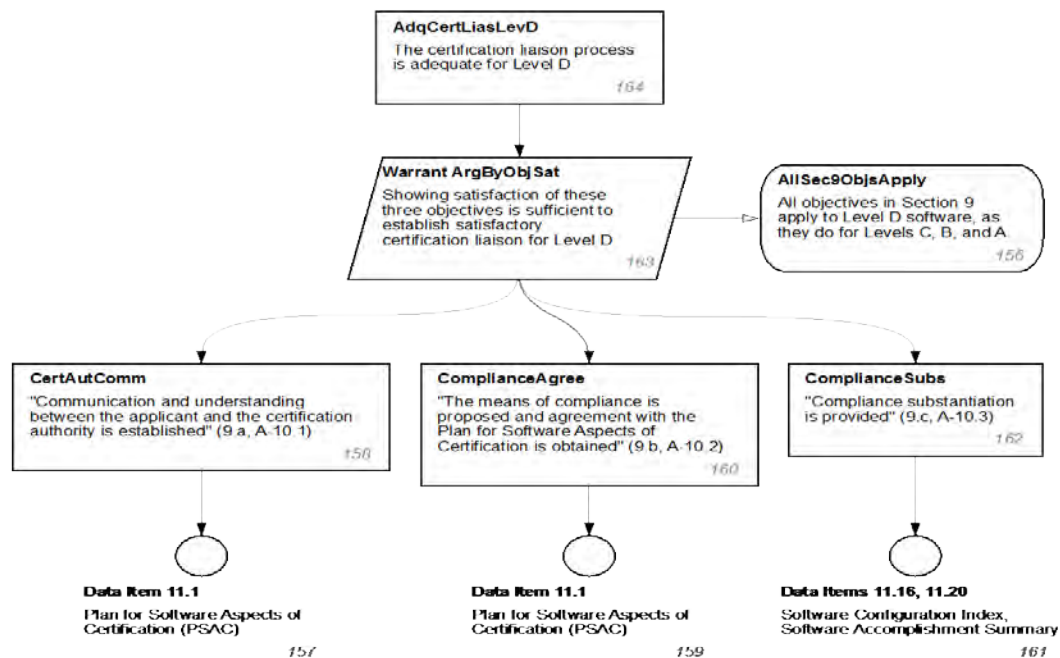 AdqCertLiasLevD
The certification liaison process
is adequate for Level D
164
Warrant ArgByObjSat
Showing satisfaction of these
three objectives is sufficient to
establish satisfactory
certification liaison for Level D
163
AllSec9ObjsApply
All objectives in Section 9
apply to Level D software, as
they do for Levels C, B, and A.
156
CertAutComm
"Communication and understanding
between the applicant and the certification
authority is established" (9.a, A-10.1)
158
ComplianceAgree
"The means of compliance is
proposed and agreement with the
Plan for Software Aspects of
Certification is obtained" (9.b, A-10.2)
160
ComplianceSubs
"Compliance substantiation
is provided" (9.c, A-10.3)
162
Data Item 11.1
Plan for Software Aspects of
Certification (PSAC)
157
Data Item 11.1
Plan for Software Aspects of
Certification (PSAC)
159
Data Items 11.16, 11.20
Software Configuration Index,
Software Accomplishment Summary
161